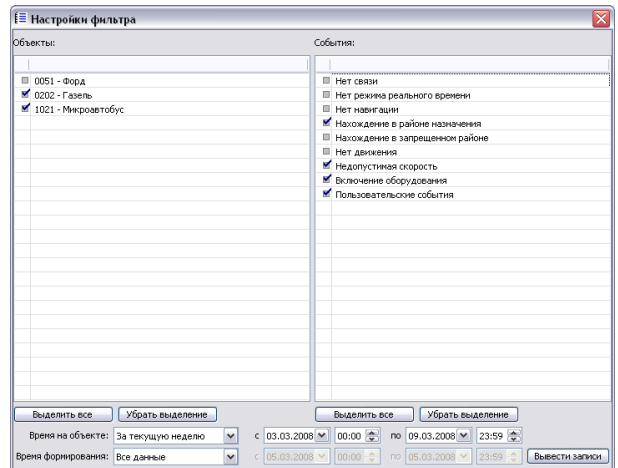 Настройки фильтра
Объекты: События:
0051 - Форд
0202 - Газель
1021 - Микроавтобус
Нет связи
Нет режима реального времени
Нет навигации
Нахождение в районе назначения
Нахождение в запрещенном районе
Нет движения
Недопустимая скорость
Включение оборудования
Пользовательские события
Выделить все Убрать выделение Выделить все Убрать выделение
Время на объекте: За текущую неделю с 03.03.2008 00:00 по 09.03.2008 23:59
Время формирования: Все данные с 05.03.2008 00:00 по 05.03.2008 23:59 Вывести записи